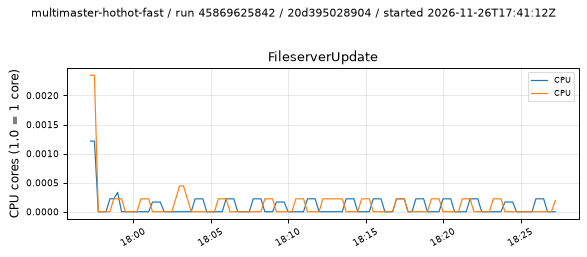 multimaster-hothot-fast / run 45869625842 / 20d395028904 / started 2026-11-26T17:41:12Z
FileserverUpdate
CPU cores (1.0 = 1 core)
0.0020
0.0015
0.0010
0.0005
0.0000
CPU
CPU
18:00
18:05
18:10
18:15
18:20
18:25